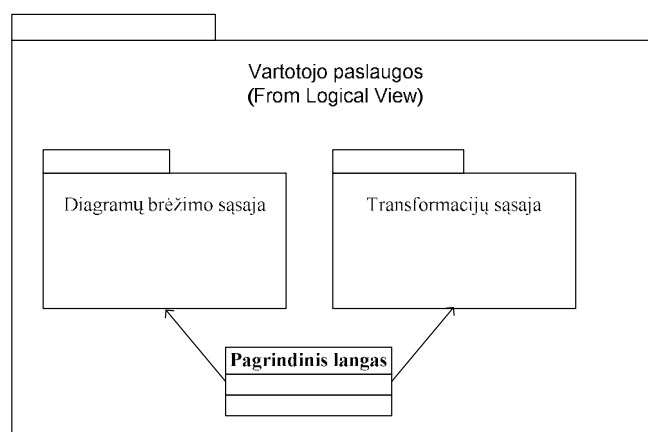 Vartotojo paslaugos
(From Logical View)
Diagramų brėžimo sąsaja
Transformacijų sąsaja
Pagrindinis langas